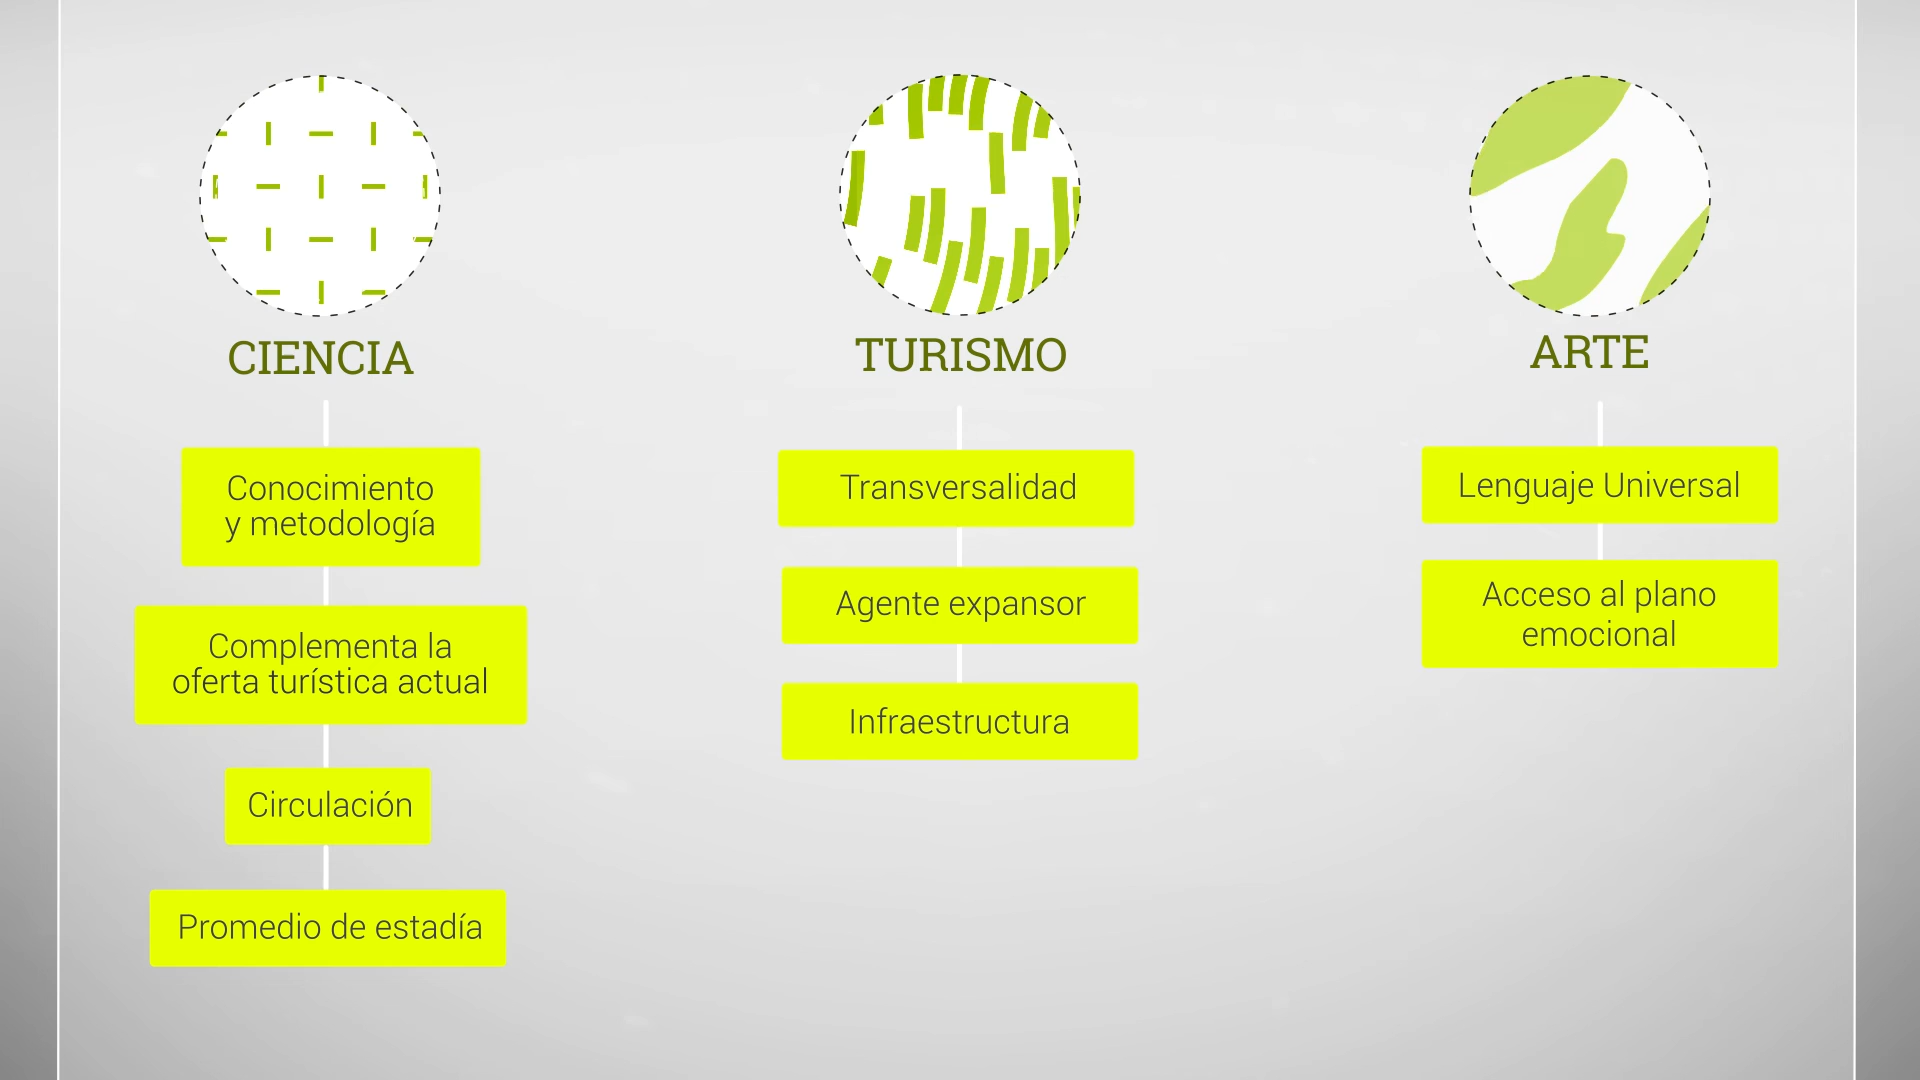 CIENCIA
Conocimiento
y metodología
Complementa la
oferta turística actual
Circulación
Promedio de estadía
TURISMO
Transversalidad
Agente expansor
Infraestructura
ARTE
Lenguaje Universal
Acceso al plano
emocional